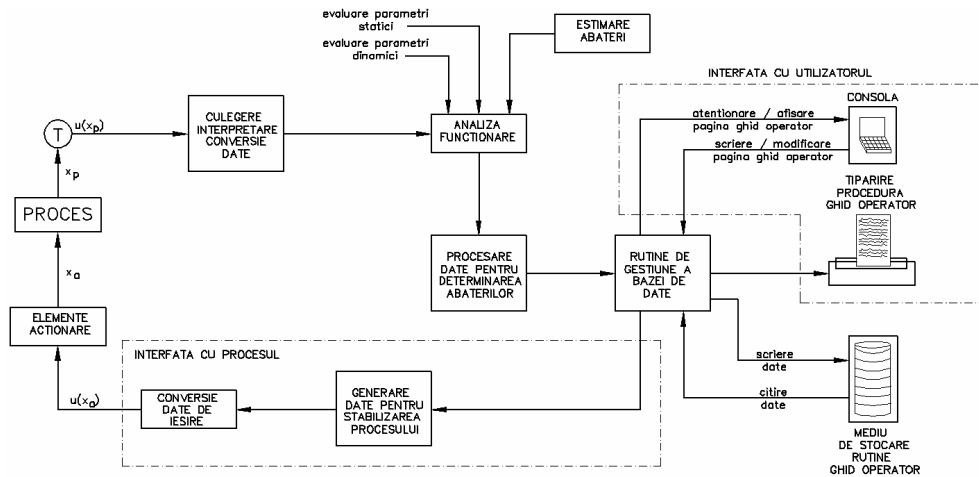 evaluare parametri
statici
evaluare parametri
dinamici
ESTIMARE
ABATERI
INTERFATA CU UTILIZATORUL
CONSOLA
atentionare / afisare
pagina ghid operator
scriere / modificare
pagina ghid operator
T
u(xp)
CULEGERE
INTERPRETARE
CONVERSIE
DATE
ANALIZA
FUNCTIONARE
xp
PROCES
TIPARIRE
PROCEDURA
GHID OPERATOR
PROCESARE
DATE PENTRU
DETERMINAREA
ABATERILOR
RUTINE DE
GESTIUNE A
BAZEI DE
DATE
xa
ELEMENTE
ACTIONARE
INTERFATA CU PROCESUL
scriere
date
citire
date
u(xa)
CONVERSIE
DATE DE
IESIRE
GENERARE
DATE PENTRU
STABILIZAREA
PROCESULUI
MEDIU
DE STOCARE
RUTINE
GHID OPERATOR